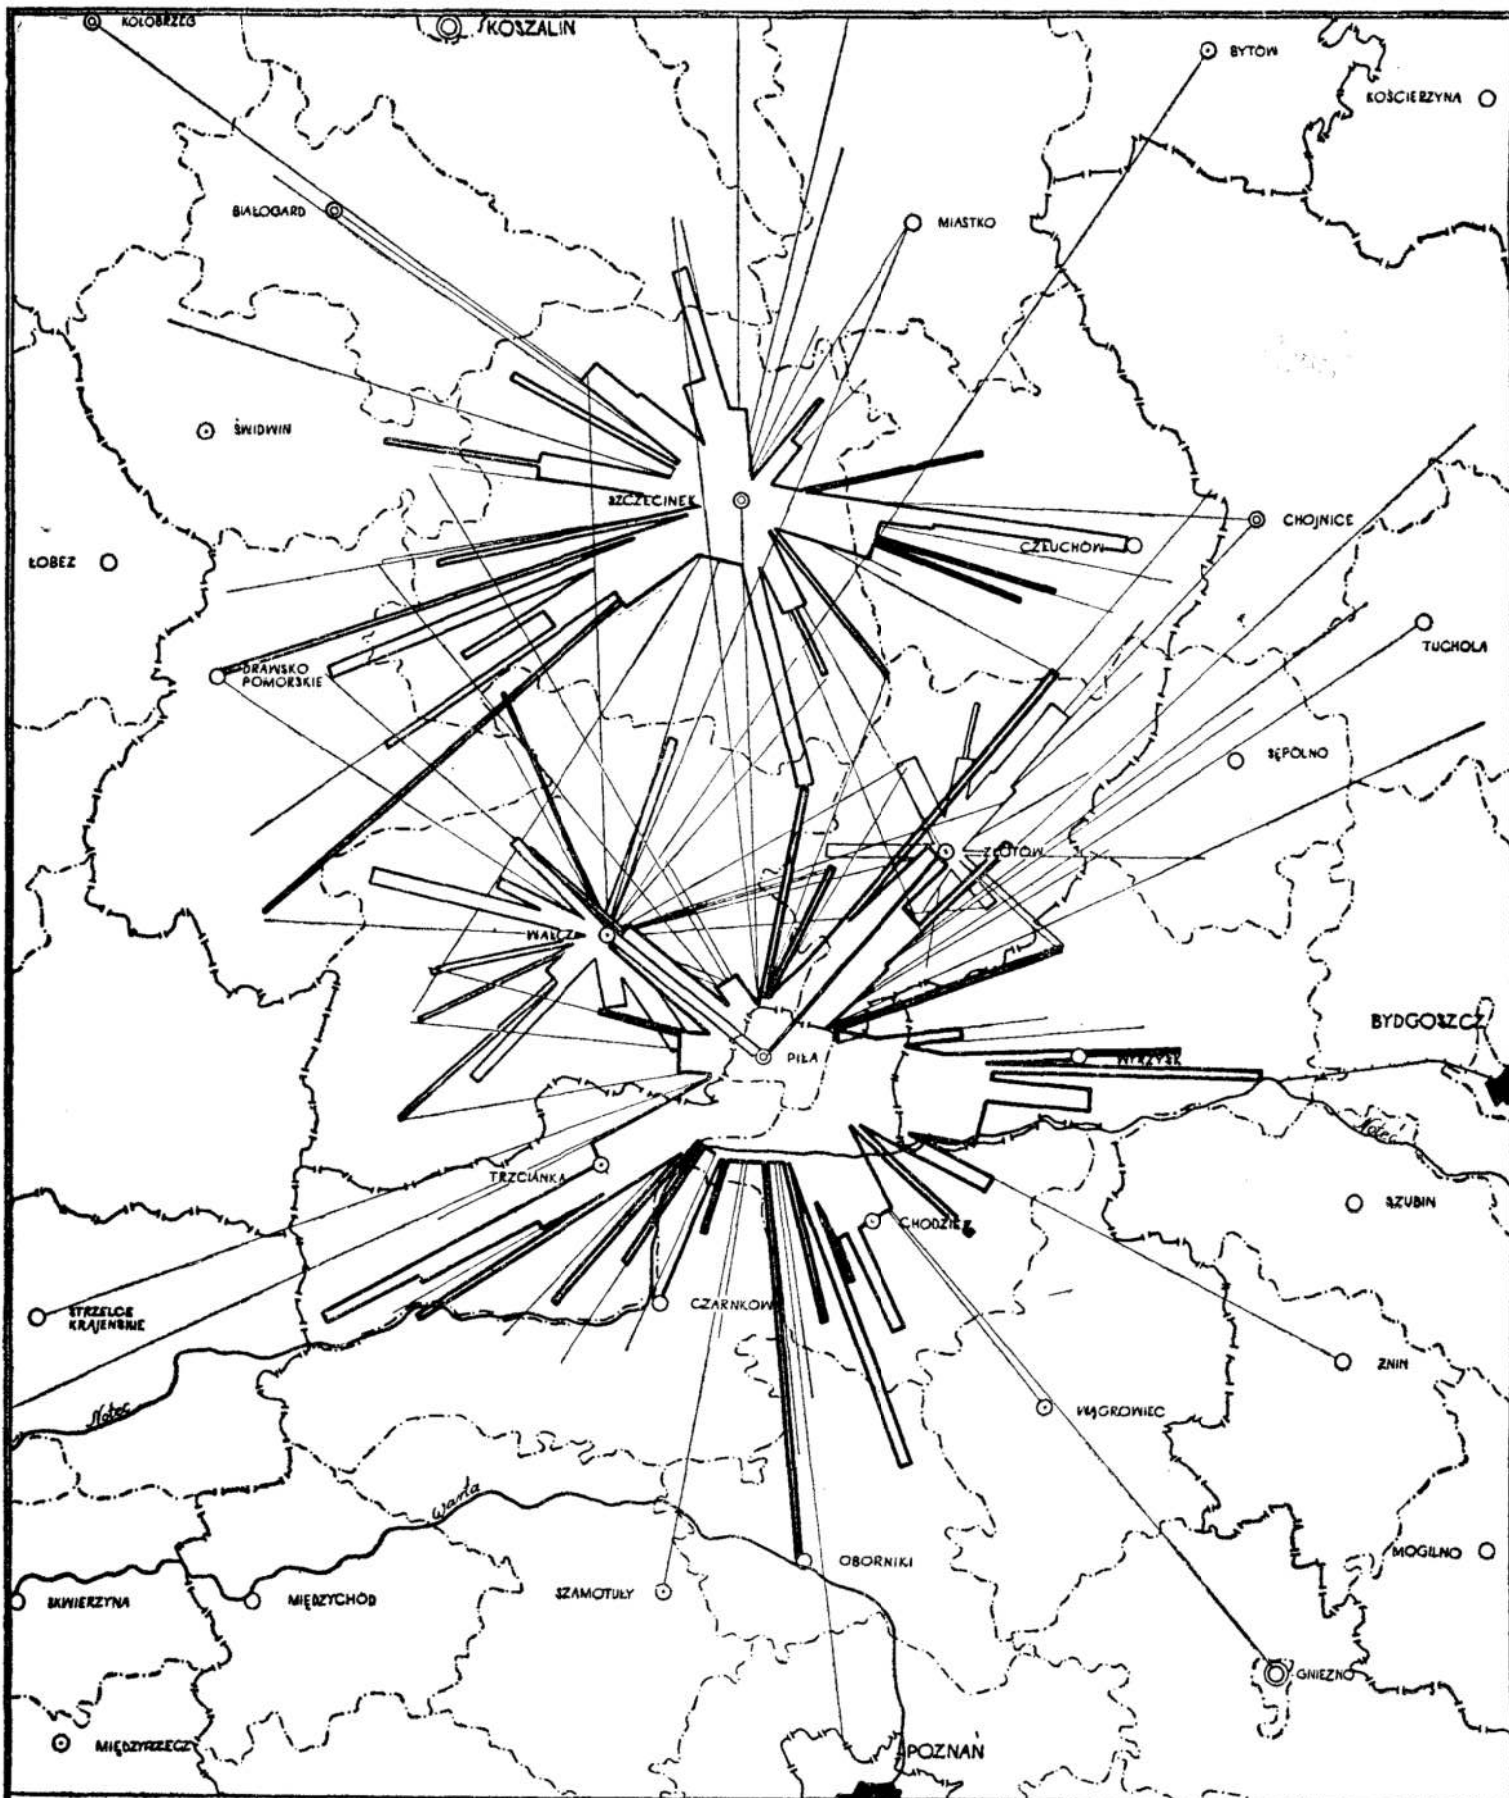 KOŁOBRZEG
KOSZALIN
BYTÓW
KOŚCIERZYNA
BIAŁOGARD
MIASTKO
ŚWIDWIN
SZCZECINEK
CHOJNICE
CZŁUCHÓW
ŁOBEZ
TUCHOLA
DRAWSKO
POMORSKIE
SĘPÓLNO
ZŁOTÓW
WAŁCZ
BYDGOSZCZ
PIŁA
WYRZYSK
Noteć
TRZCIANKA
SZUBIN
CHODZIEŻ
STRZELCE
KRAJEŃSKIE
CZARNKÓW
ŻNIN
Noteć
WĄGROWIEC
Warta
OBORNIKI
MOGILNO
SKWIERZYNA
MIĘDZYCHÓD
SZAMOTUŁY
GNIEZNO
MIĘDZYRZECZ
POZNAŃ